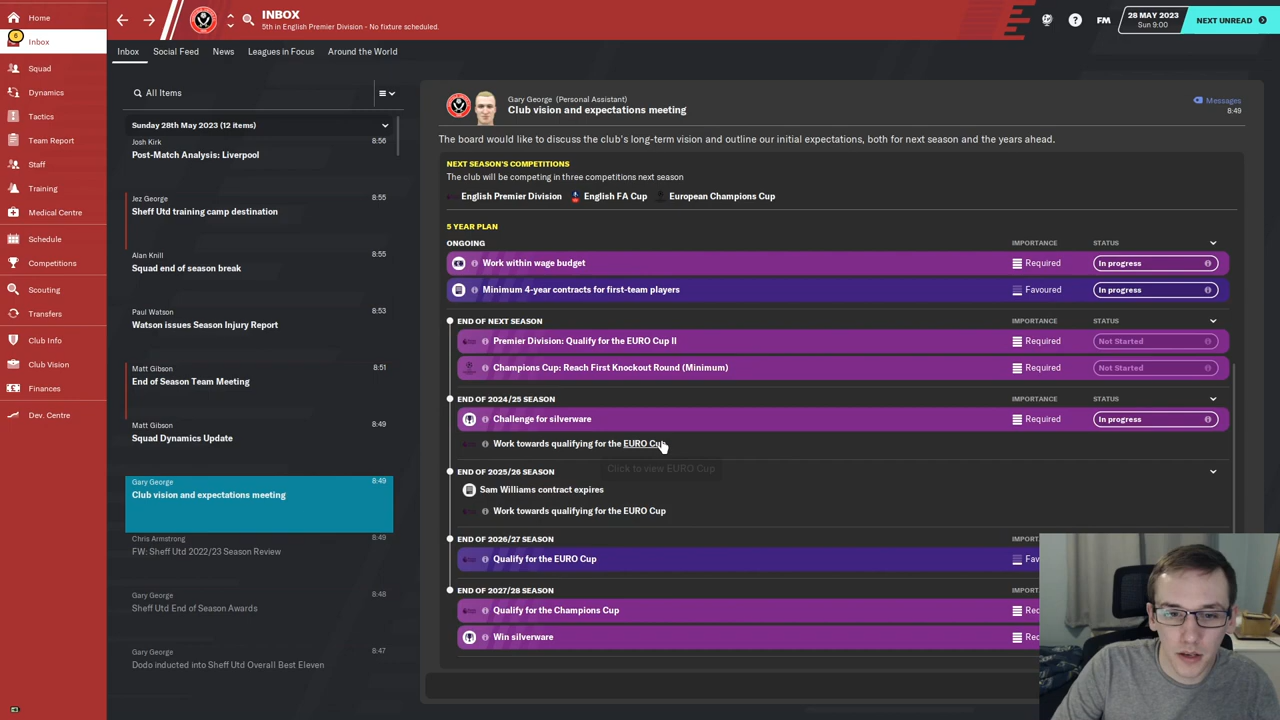 Home
INBOX
5th in English Premier Division - No fixture scheduled.
FM
28 MAY 2023
Sun 9:00
NEXT UNREAD
6
Inbox
Squad
Dynamics
Tactics
Team Report
Staff
Training
Medical Centre
Schedule
Competitions
Scouting
Transfers
Club Info
Club Vision
Finances
Dev. Centre
Inbox
Social Feed
News
Leagues in Focus
Around the World
All Items
Sunday 28th May 2023 (12 items)
Josh Kirk
8:56
Post-Match Analysis: Liverpool
Jez George
8:55
Sheff Utd training camp destination
Alan Knill
8:55
Squad end of season break
Paul Watson
8:53
Watson issues Season Injury Report
Matt Gibson
8:51
End of Season Team Meeting
Matt Gibson
8:49
Squad Dynamics Update
Gary George
8:49
Club vision and expectations meeting
Chris Armstrong
8:49
FW: Sheff Utd 2022/23 Season Review
Gary George
8:48
Sheff Utd End of Season Awards
Gary George
8:47
Dodo inducted into Sheff Utd Overall Best Eleven
Gary George (Personal Assistant)
Club vision and expectations meeting
Messages
8:49
The board would like to discuss the club's long-term vision and outline our initial expectations, both for next season and the years ahead.
NEXT SEASON'S COMPETITIONS
The club will be competing in three competitions next season
English Premier Division
English FA Cup
European Champions Cup
5 YEAR PLAN
ONGOING
IMPORTANCE
STATUS
Work within wage budget
Required
In progress
Minimum 4-year contracts for first-team players
Favoured
In progress
END OF NEXT SEASON
IMPORTANCE
STATUS
Premier Division: Qualify for the EURO Cup II
Required
Not Started
Champions Cup: Reach First Knockout Round (Minimum)
Required
Not Started
END OF 2024/25 SEASON
IMPORTANCE
STATUS
Challenge for silverware
Required
In progress
Work towards qualifying for the EURO Cup
Click to view EURO Cup
END OF 2025/26 SEASON
Sam Williams contract expires
Work towards qualifying for the EURO Cup
END OF 2026/27 SEASON
IMPORT
Qualify for the EURO Cup
Fav
END OF 2027/28 SEASON
IMPOR
Qualify for the Champions Cup
Rec
Win silverware
Rec